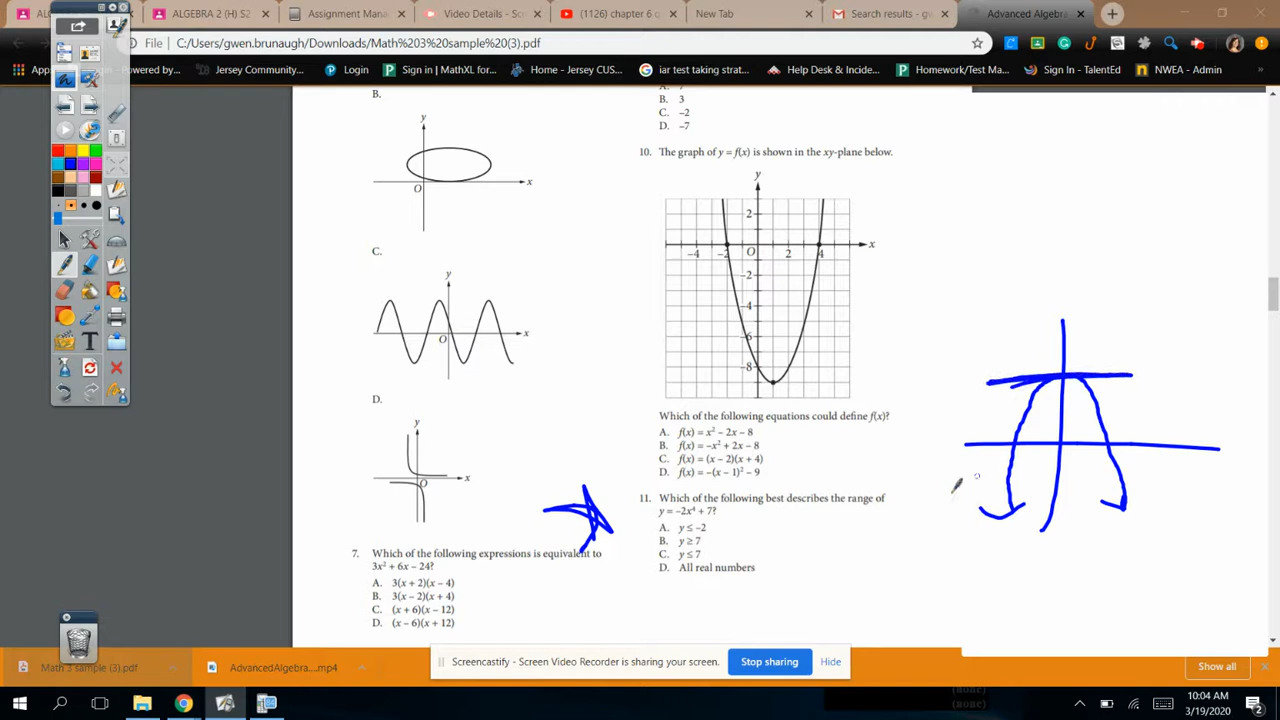 ALGEBRA 2 (H) S2
ALGEBRA 2 (H) S2
Assignment Mana
Video Details - Sc
(1126) chapter 6 q
New Tab
Search results - gw
Advanced Algebra
File
C:/Users/gwen.brunaugh/Downloads/Math%203%20sample%20(3).pdf
Powered by...
Jersey Community...
Login
Sign in | MathXL for...
Home - Jersey CUS...
iar test taking strat...
Help Desk & Incide...
Homework/Test Ma...
Sign In - TalentEd
NWEA - Admin
B.
y
O
x
C.
y
O
x
D.
y
O
x
7. Which of the following expressions is equivalent to
3x² + 6x – 24?
A. 3(x + 2)(x – 4)
B. 3(x – 2)(x + 4)
C. (x + 6)(x – 12)
D. (x – 6)(x + 12)
B. 3
C. –2
D. –7
10. The graph of y = f(x) is shown in the xy-plane below.
y
2
–4 –2 O 4 x
–2
–4
–6
–8
Which of the following equations could define f(x)?
A. f(x) = x² – 2x – 8
B. f(x) = –x² + 2x – 8
C. f(x) = (x – 2)(x + 4)
D. f(x) = –(x – 1)² – 9
11. Which of the following best describes the range of
y = –2x⁴ + 7?
A. y ≤ –2
B. y ≥ 7
C. y ≤ 7
D. All real numbers
Screencastify - Screen Video Recorder is sharing your screen.
Stop sharing
Hide
Math 3 sample (3).pdf
AdvancedAlgebra....mp4
Show all
(none)
(none)
10:04 AM
3/19/2020
2